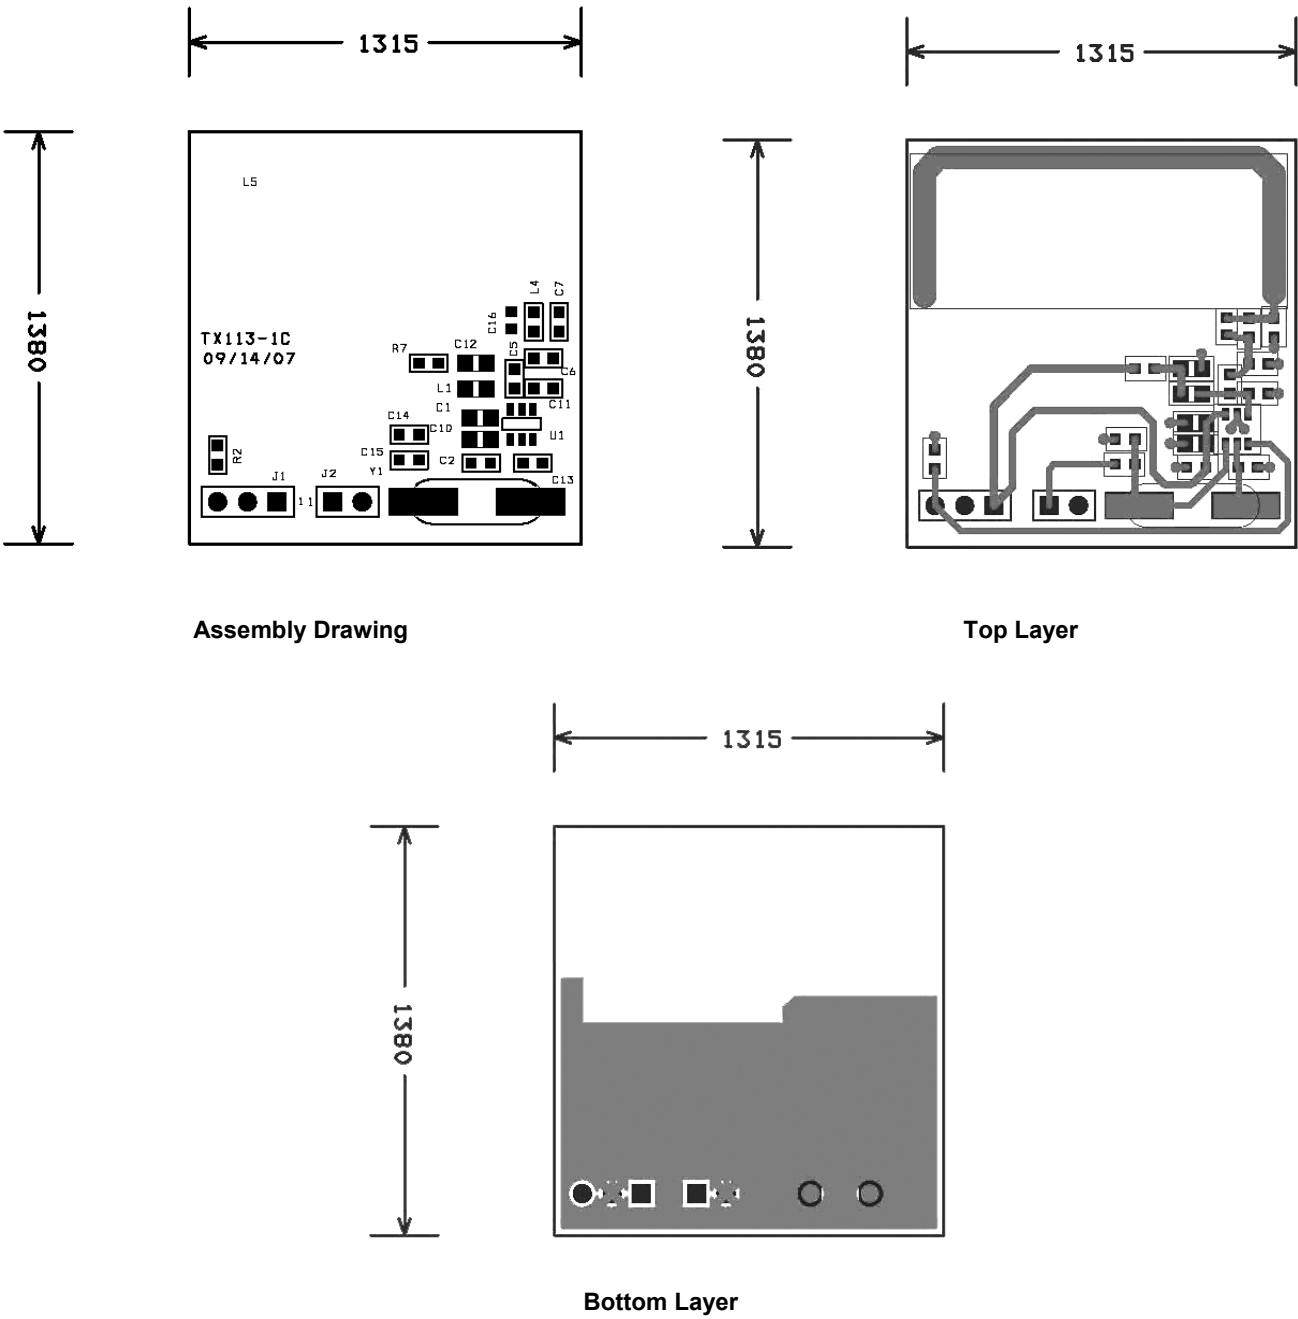 1315
1315
1380
1380
L5
TX113-1C
09/14/07
L4
C7
C16
C12
R7
C5
C6
L1
C11
C1
C14
C10
U1
C15
C2
Y1
C13
R2
J1
J2
1 1
Assembly Drawing
Top Layer
1315
1380
Bottom Layer